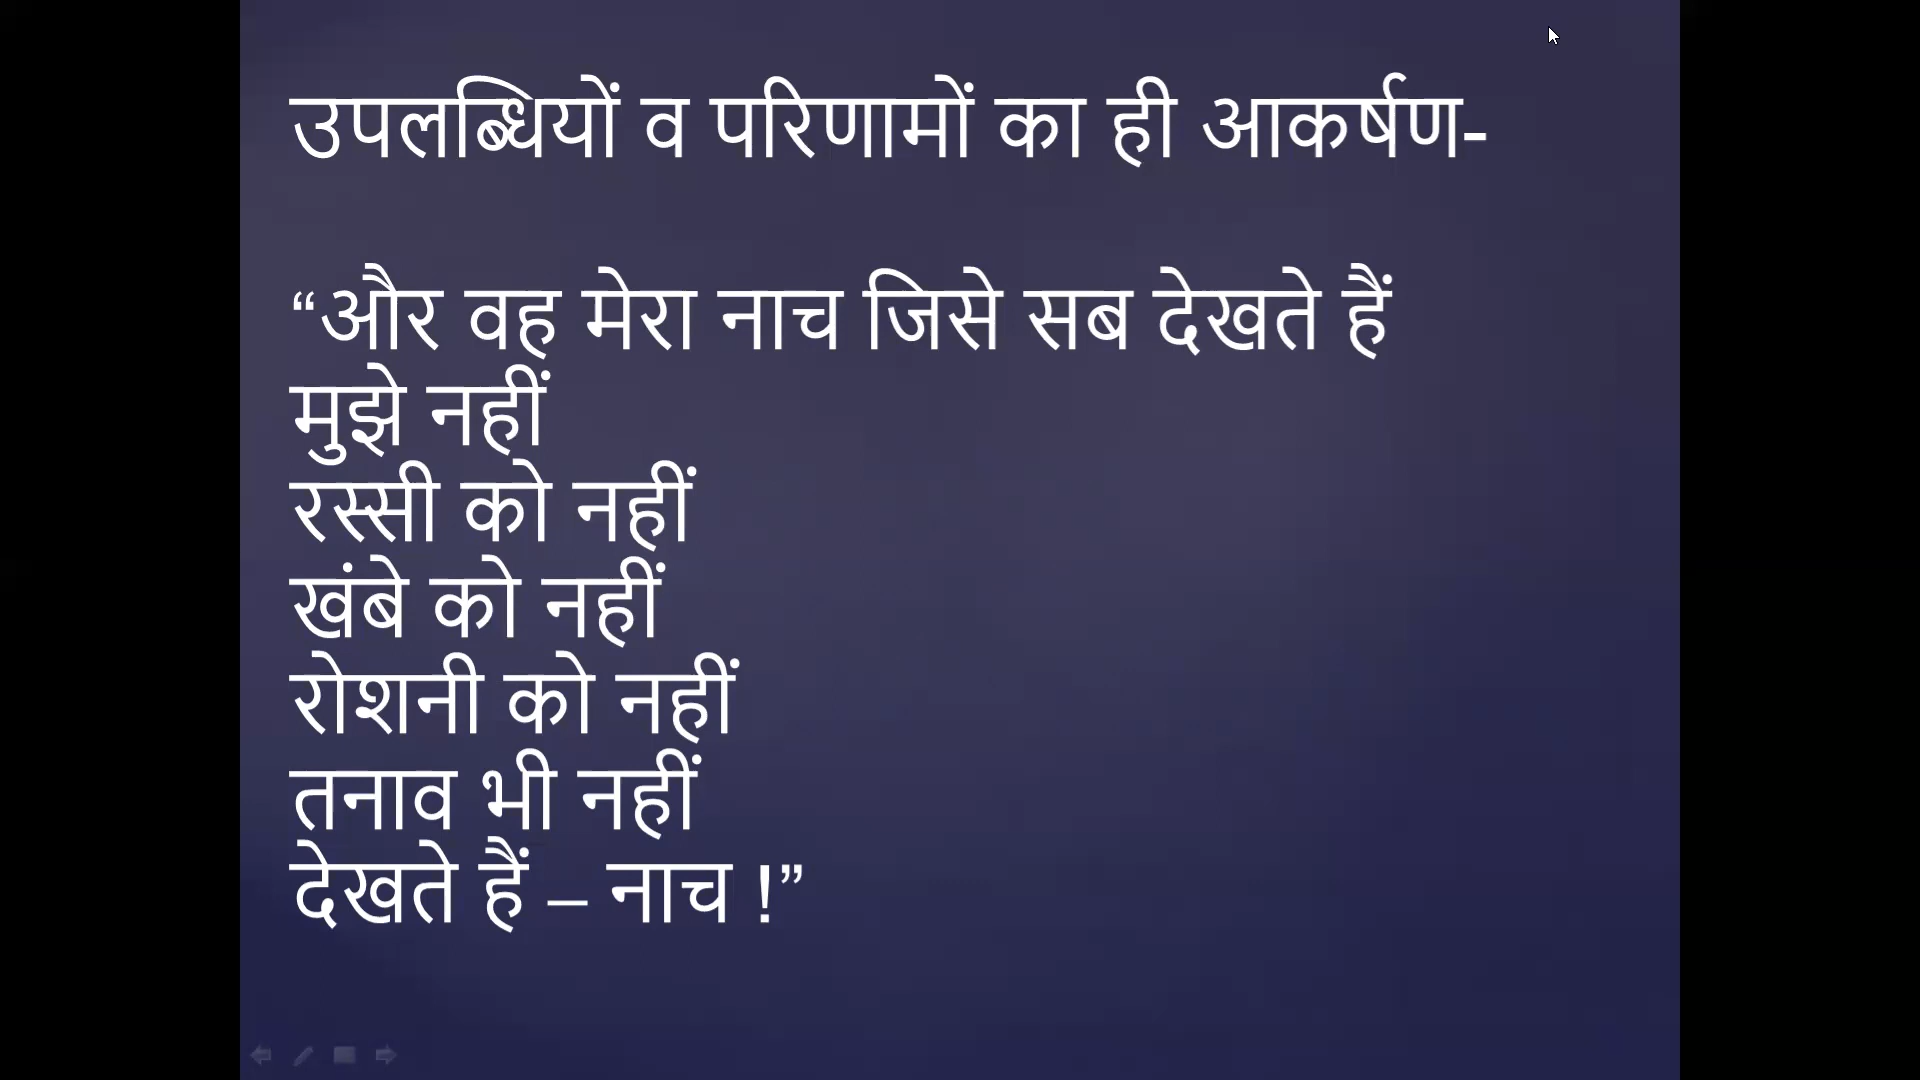 उपलब्धियों व परिणामों का ही आकर्षण-
“और वह मेरा नाच जिसे सब देखते हैं
मुझे नहीं
रस्सी को नहीं
खंबे को नहीं
रोशनी को नहीं
तनाव भी नहीं
देखते हैं – नाच !”